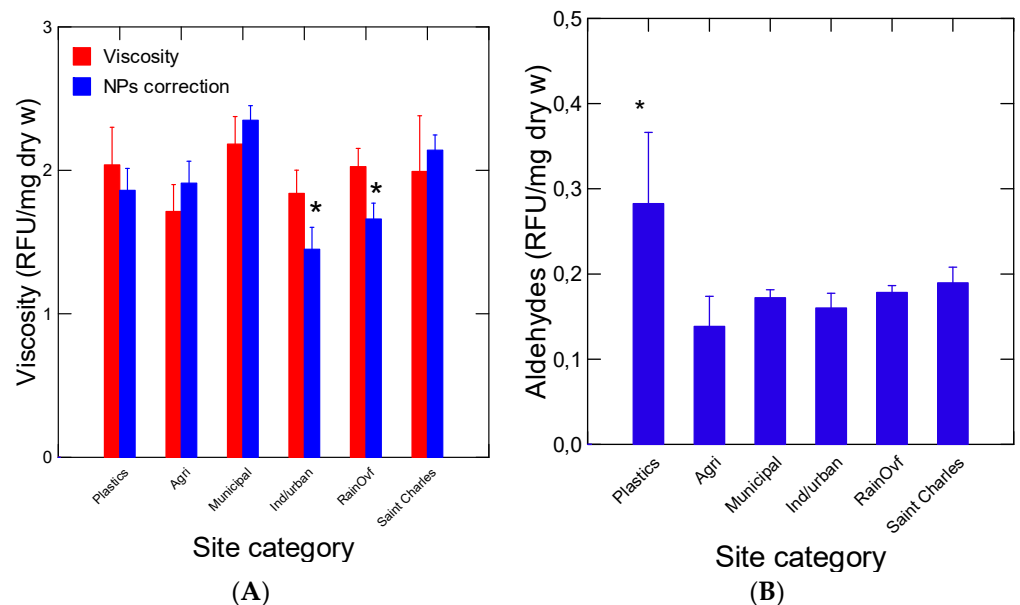 3
2
1
0
Viscosity (RFU/mg dry w)
Viscosity
NPs correction
*
*
Plastics
Agri
Municipal
Ind/urban
RainOvf
Saint Charles
Site category
(A)
0,5
0,4
0,3
0,2
0,1
0,0
Aldehydes (RFU/mg dry w)
*
Plastics
Agri
Municipal
Ind/urban
RainOvf
Saint Charles
Site category
(B)